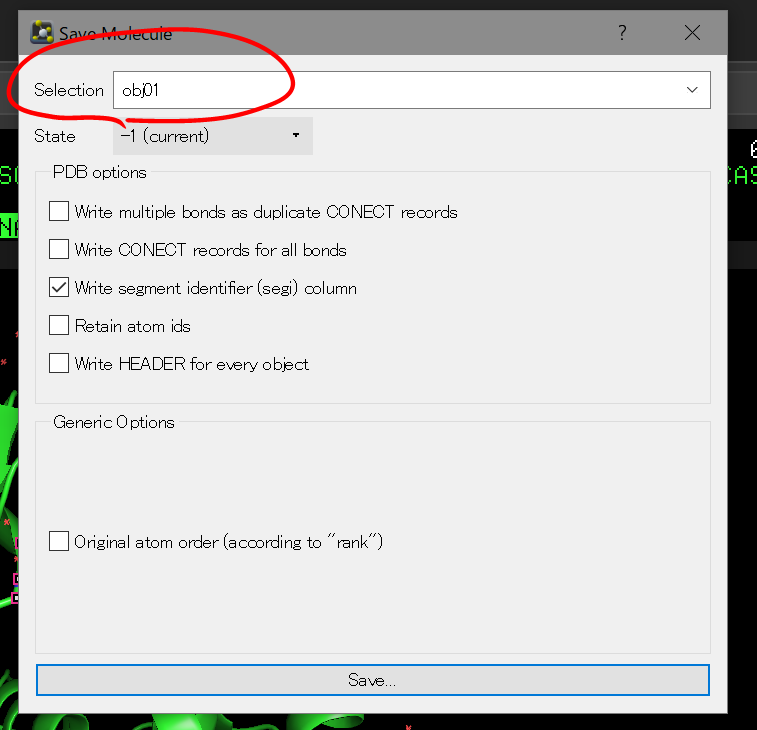 Save Molecule
?
Selection obj01
State -1 (current)
PDB options
Write multiple bonds as duplicate CONECT records
Write CONECT records for all bonds
Write segment identifier (segi) column
Retain atom ids
Write HEADER for every object
Generic Options
Original atom order (according to "rank")
Save...